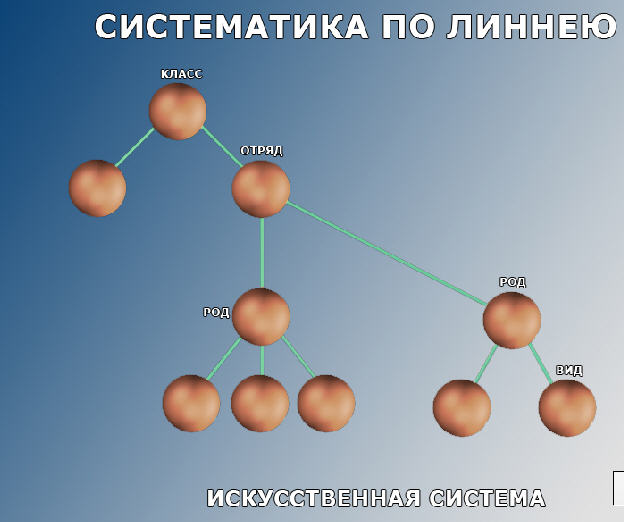 СИСТЕМАТИКА ПО ЛИННЕЮ
КЛАСС
ОТРЯД
РОД
РОД
ВИД
ИСКУССТВЕННАЯ СИСТЕМА